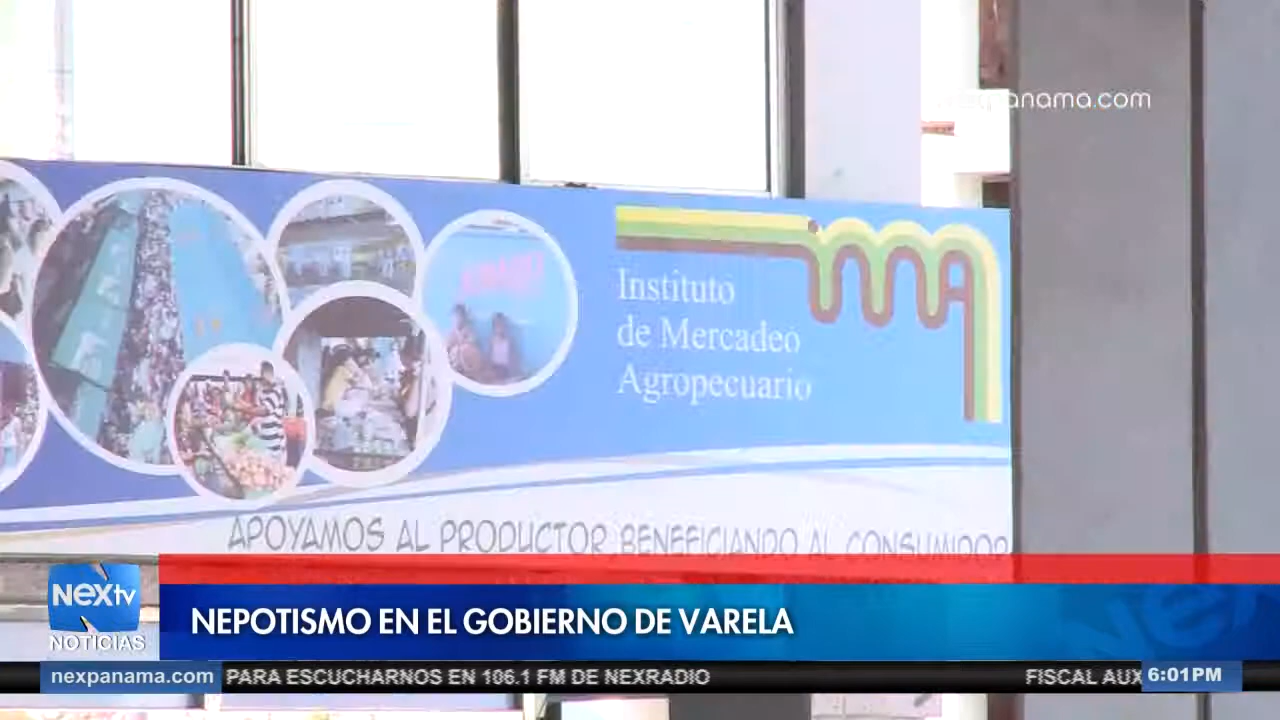 nexpanama.com
IMA
Instituto
de Mercadeo
Agropecuario
APOYAMOS AL PRODUCTOR, BENEFICIANDO AL CONSUMIDOR
NEXtv
NOTICIAS
NEPOTISMO EN EL GOBIERNO DE VARELA
nexpanama.com PARA ESCUCHARNOS EN 106.1 FM DE NEXRADIO FISCAL AUX 6:01PM